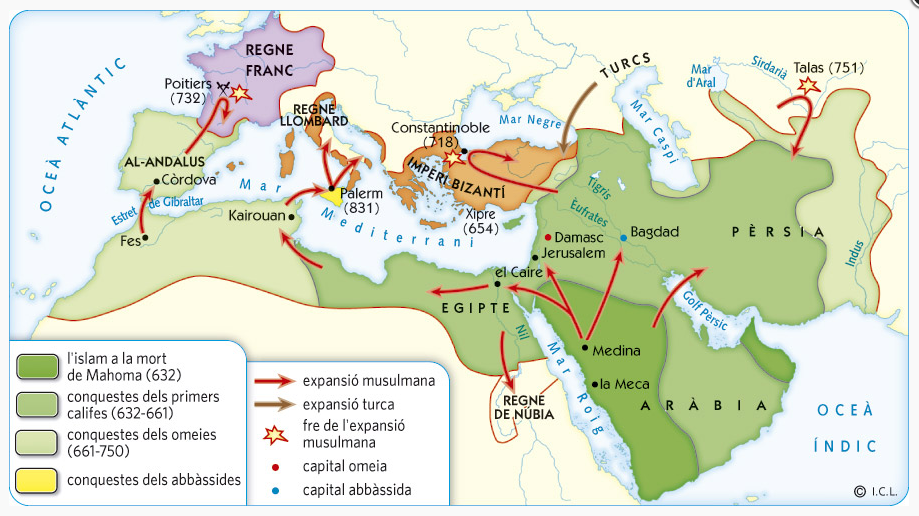 REGNE
FRANC
Poitiers
(732)
OCEÀ ATLÀNTIC
REGNE
LLOMBARD
Constantinoble
(718)
Mar Negre
TURCS
Mar Caspi
Mar
d'Aral
Sirdarià
Talas (751)
AL-ANDALUS
Còrdova
Estret
de Gibraltar
Fes
Mar
Mediterrani
Kairouan
Palerm
(831)
IMPERI BIZANTÍ
Xipre
(654)
Tigris
Eufrates
Damasc
Jerusalem
Bagdad
PÈRSIA
Indus
el Caire
EGIPTE
Nil
Golf Pèrsic
Mar Roig
Medina
la Meca
ARÀBIA
REGNE
DE NÚBIA
OCEÀ
ÍNDIC
l'islam a la mort
de Mahoma (632)
conquestes dels primers
califes (632-661)
conquestes dels omeies
(661-750)
conquestes dels abbàssides
expansió musulmana
expansió turca
fre de l'expansió
musulmana
capital omeia
capital abbàssida
© I.C.L.